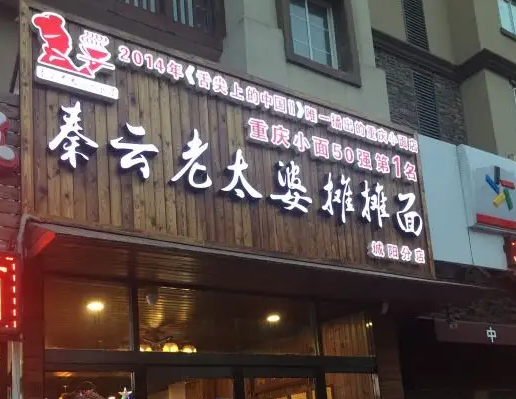 2014年《舌尖上的中国Ⅱ》唯一播出的重庆小面店
重庆小面50强第1名
秦云老太婆摊摊面
城阳分店
中